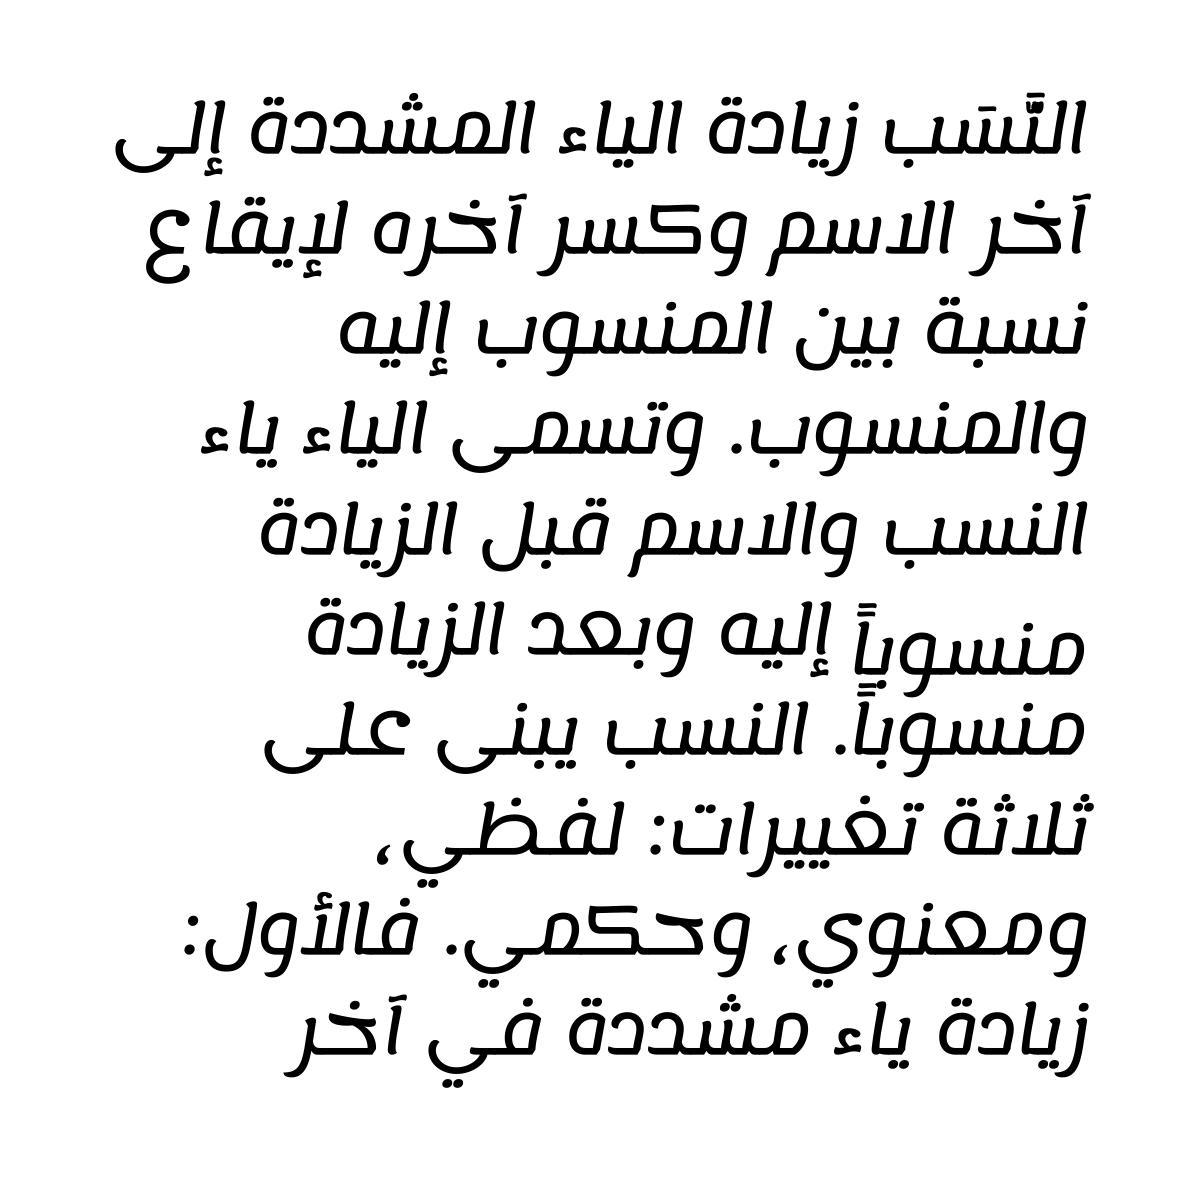 النَّسَب زيادة الياء المشددة إلى
آخر الاسم وكسر آخره لإيقاع
نسبة بين المنسوب إليه
والمنسوب. وتسمى الياء ياء
النسب والاسم قبل الزيادة
منسوباً إليه وبعد الزيادة
منسوباً. النسب يبنى على
ثلاثة تغييرات: لفظي،
ومعنوي، وحكمي. فالأول:
زيادة ياء مشددة في آخر